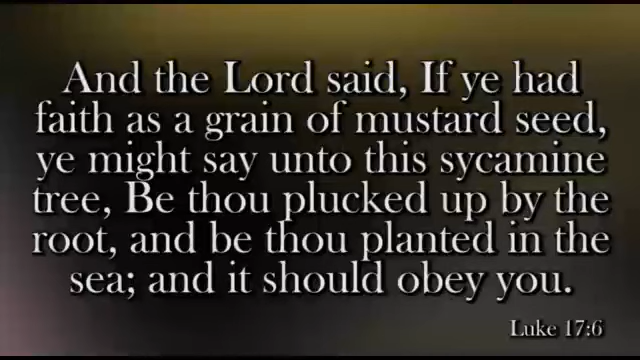 And the Lord said, If ye had
faith as a grain of mustard seed,
ye might say unto this sycamine
tree, Be thou plucked up by the
root, and be thou planted in the
sea; and it should obey you.
Luke 17:6